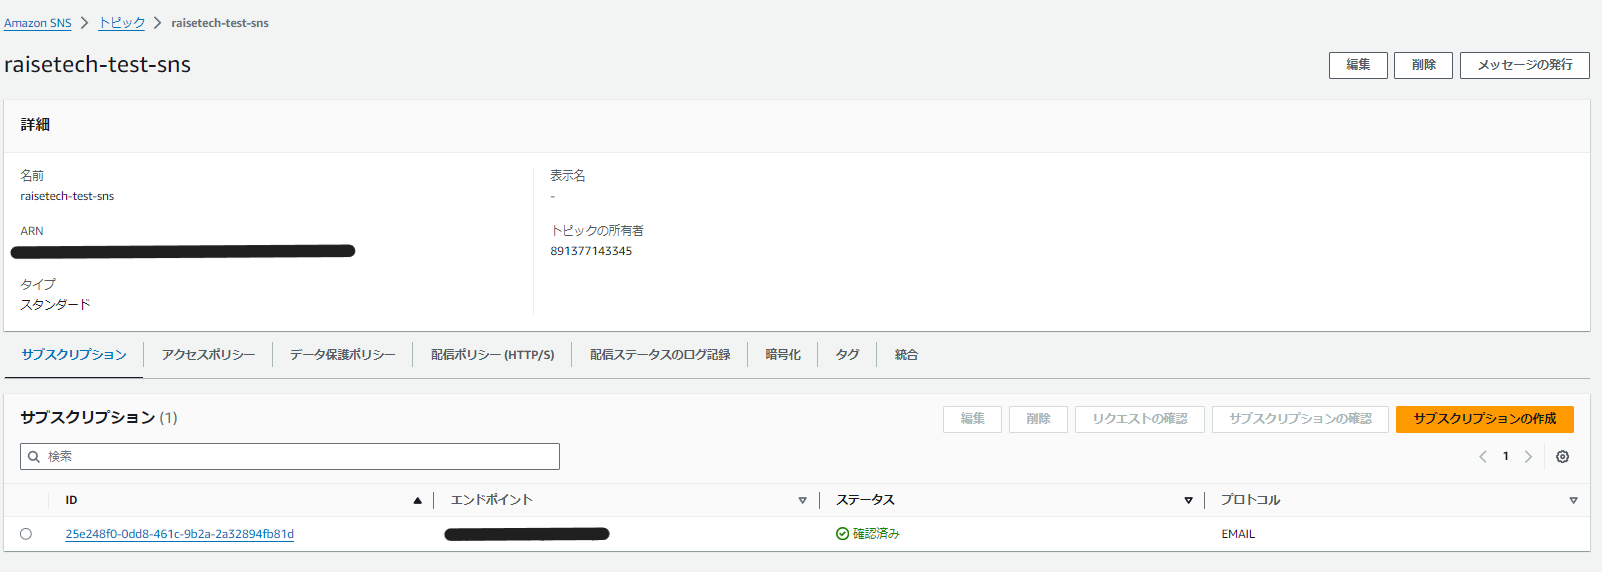 Amazon SNS > トピック > raisetech-test-sns
raisetech-test-sns
編集 削除 メッセージの発行
詳細
名前
raisetech-test-sns
ARN
タイプ
スタンダード
表示名
-
トピックの所有者
891377143345
サブスクリプション アクセスポリシー データ保護ポリシー 配信ポリシー (HTTP/S) 配信ステータスのログ記録 暗号化 タグ 統合
サブスクリプション (1)
編集 削除 リクエストの確認 サブスクリプションの確認 サブスクリプションの作成
検索
1
ID エンドポイント ステータス プロトコル
25e248f0-0dd8-461c-9b2a-2a32894fb81d 確認済み EMAIL